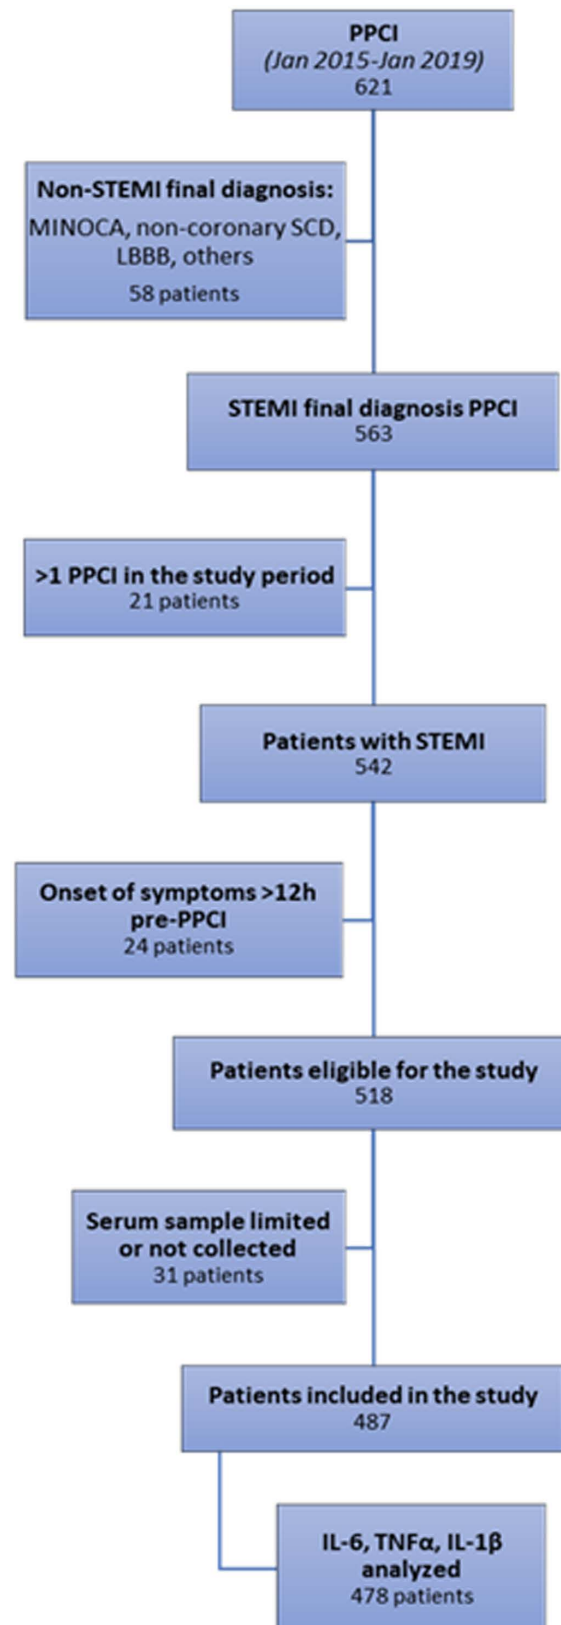 PPCI
(Jan 2015-Jan 2019)
621
Non-STEMI final diagnosis:
MINOCA, non-coronary SCD,
LBBB, others
58 patients
STEMI final diagnosis PPCI
563
>1 PPCI in the study period
21 patients
Patients with STEMI
542
Onset of symptoms >12h
pre-PPCI
24 patients
Patients eligible for the study
518
Serum sample limited
or not collected
31 patients
Patients included in the study
487
IL-6, TNFα, IL-1β
analyzed
478 patients